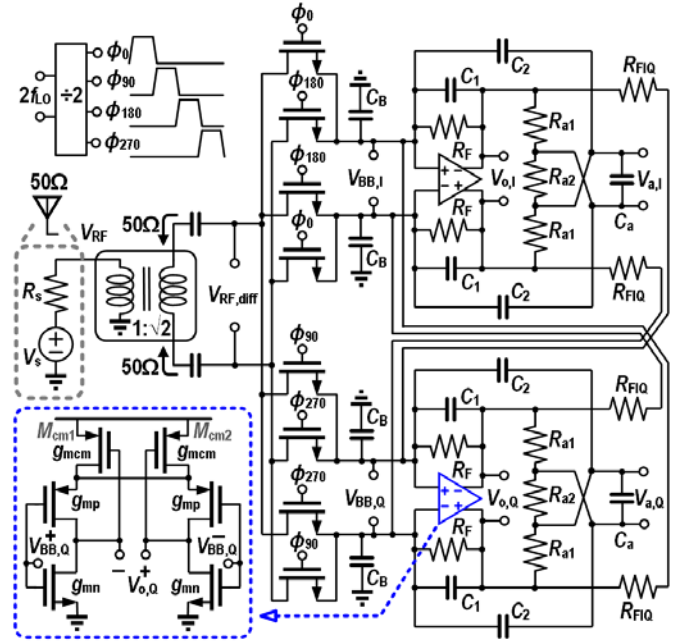 ϕ0
ϕ0
ϕ90
2fLO ÷2
ϕ180
ϕ270
ϕ180
CB
C1
C2
RFIQ
Ra1
RF
50Ω
ϕ180
VBB,I
Vo,I
Ra2
Va,I
VRF
50Ω
ϕ0
RF
Ra1
Ca
CB
C1
RFIQ
C2
Rs
VRF,diff
1:√2
ϕ90
Vs
50Ω
C2
RFIQ
CB
C1
ϕ270
Ra1
Mcm1
Mcm2
gmcm
gmcm
RF
ϕ270
VBB,Q
Vo,Q
Ra2
Va,Q
gmp
gmp
RF
Ra1
Ca
ϕ90
VBB,Q+
VBB,Q−
− Vo,Q +
gmn
gmn
CB
C1
RFIQ
C2